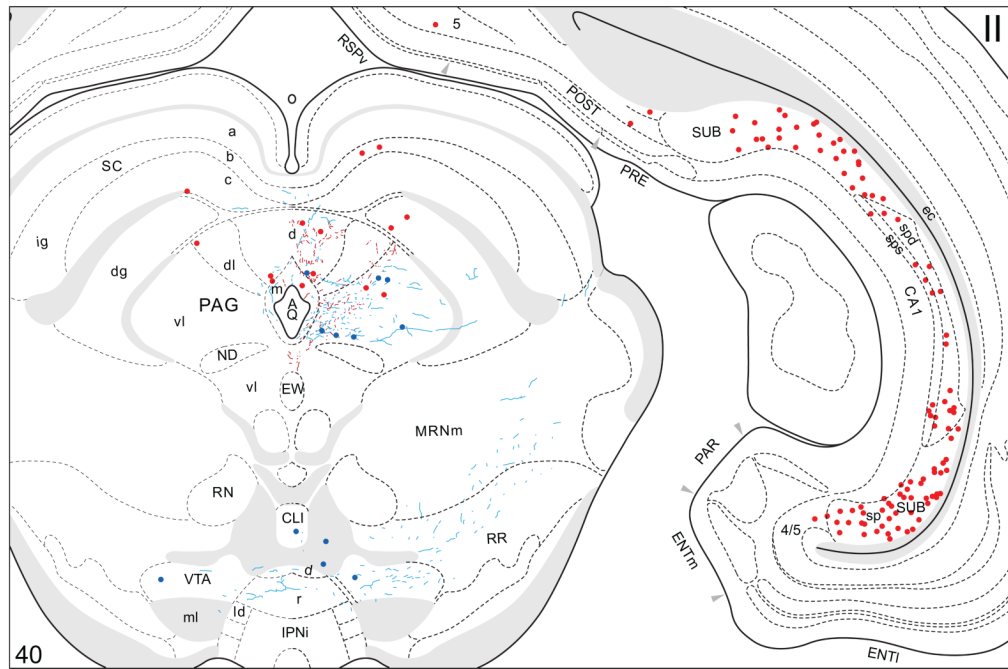 II
5
RSPv
o
POST
a
SUB
b
SC
c
PRE
ec
d
spd
sps
ig
dl
dg
m
CA1
A
Q
PAG
vl
ND
vl
EW
MRNm
PAR
RN
CLI
sp
SUB
4/5
RR
ENTm
d
VTA
r
ml
ld
IPNi
ENTl
40